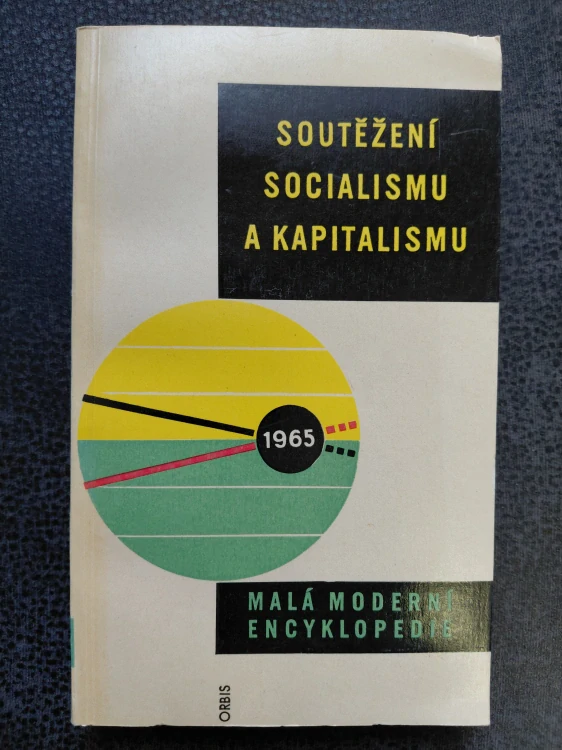 SOUTĚŽENÍ
SOCIALISMU
A KAPITALISMU
1965
MALÁ MODERNÍ
ENCYKLOPEDIE
ORBIS